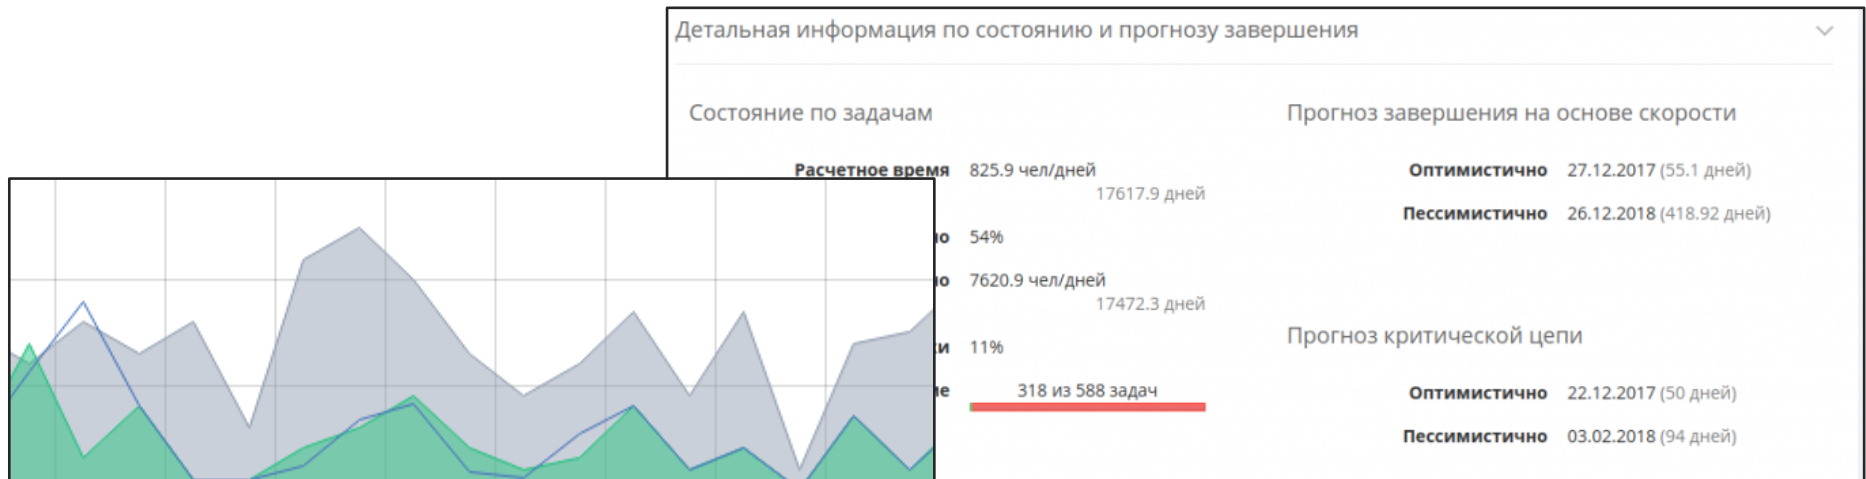 Детальная информация по состоянию и прогнозу завершения
Состояние по задачам
Расчетное время 825.9 чел/дней
17617.9 дней
54%
7620.9 чел/дней
17472.3 дней
11%
318 из 588 задач
Прогноз завершения на основе скорости
Оптимистично 27.12.2017 (55.1 дней)
Пессимистично 26.12.2018 (418.92 дней)
Прогноз критической цепи
Оптимистично 22.12.2017 (50 дней)
Пессимистично 03.02.2018 (94 дней)